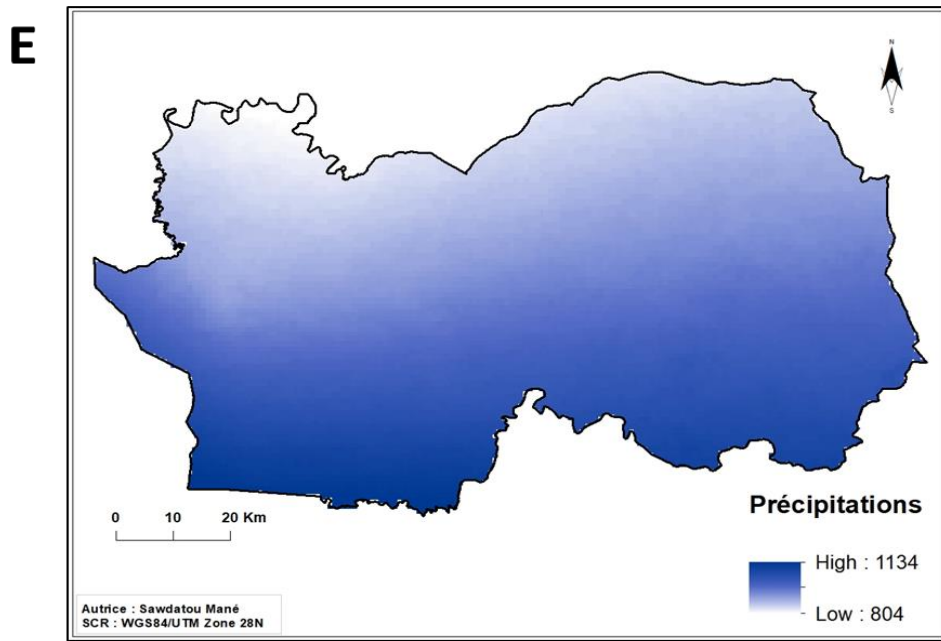 E
N
S
0 10 20 Km
Précipitations
High : 1134
Low : 804
Autrice : Sawdatou Mané
SCR : WGS84/UTM Zone 28N